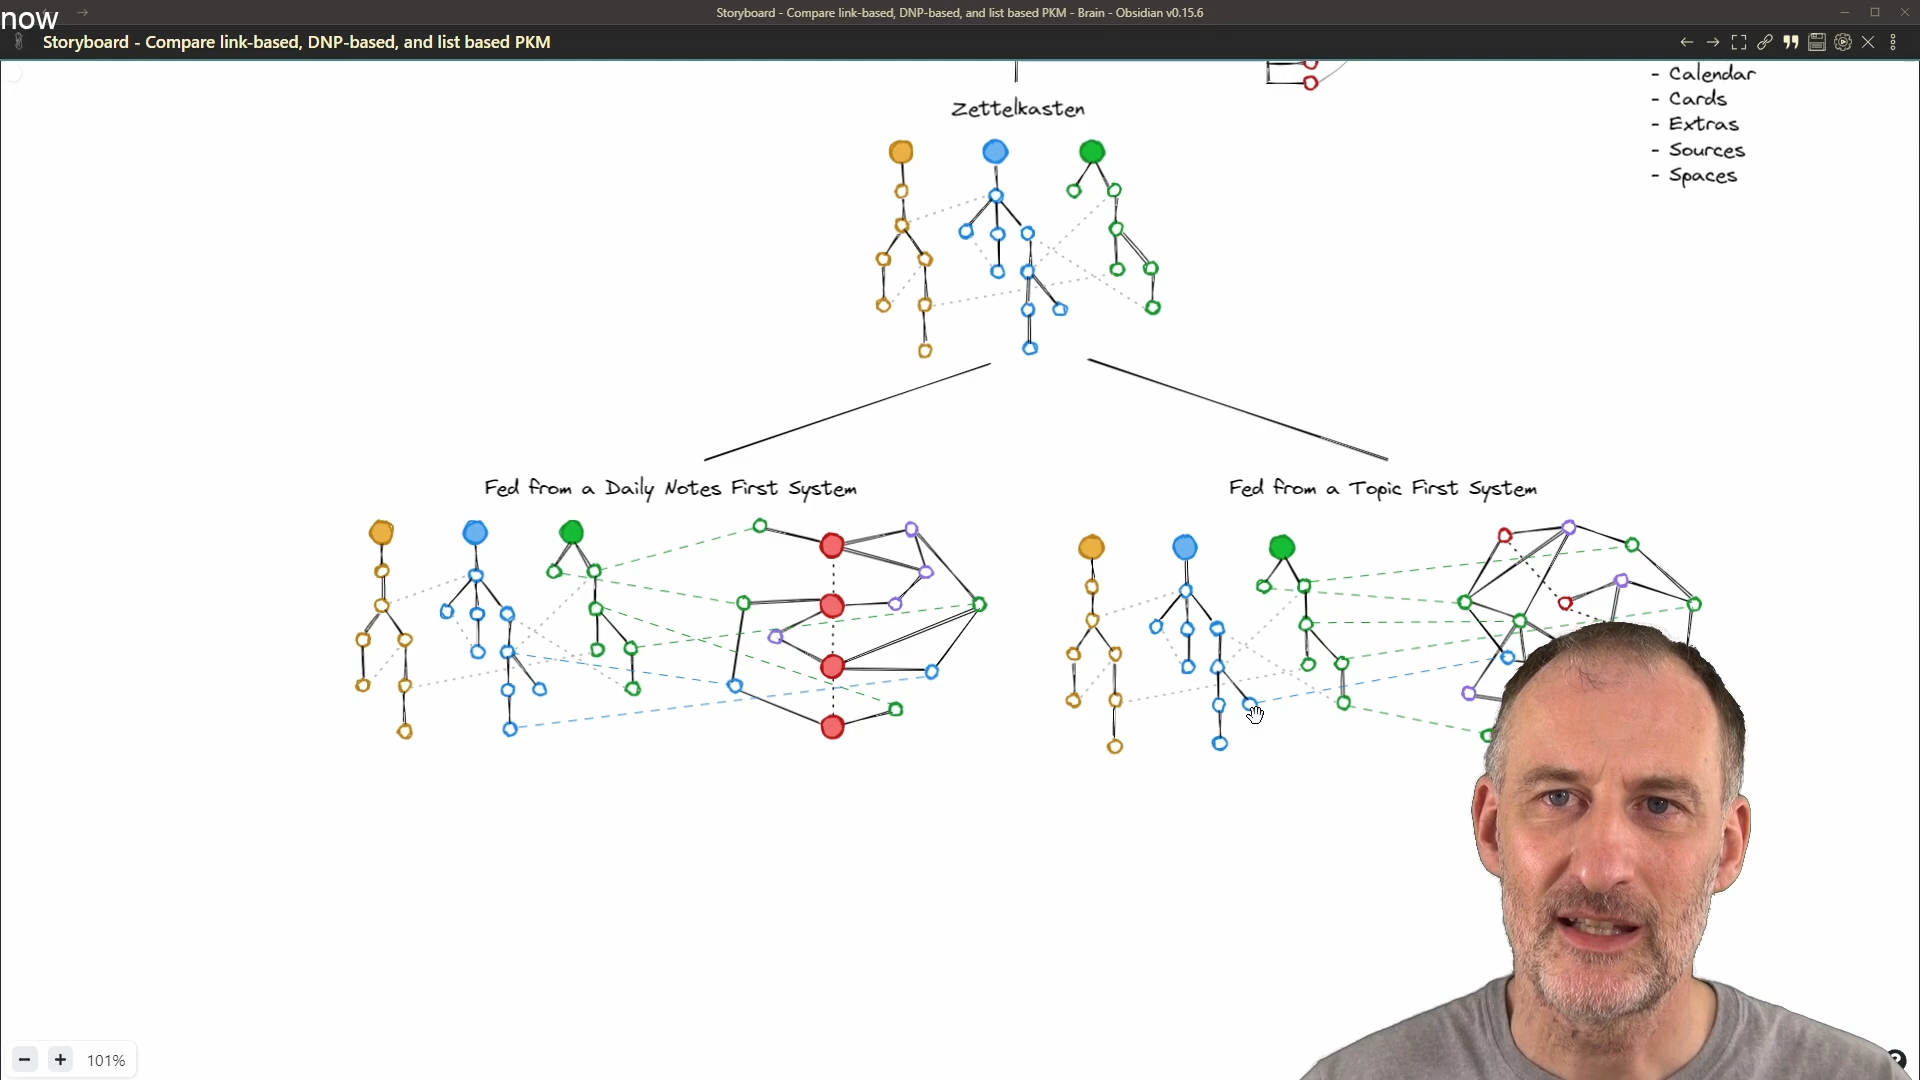 now
Storyboard - Compare link-based, DNP-based, and list based PKM - Brain - Obsidian v0.15.6
Storyboard - Compare link-based, DNP-based, and list based PKM
- Calendar
- Cards
- Extras
- Sources
- Spaces
Zettelkasten
Fed from a Daily Notes First System
Fed from a Topic First System
101%